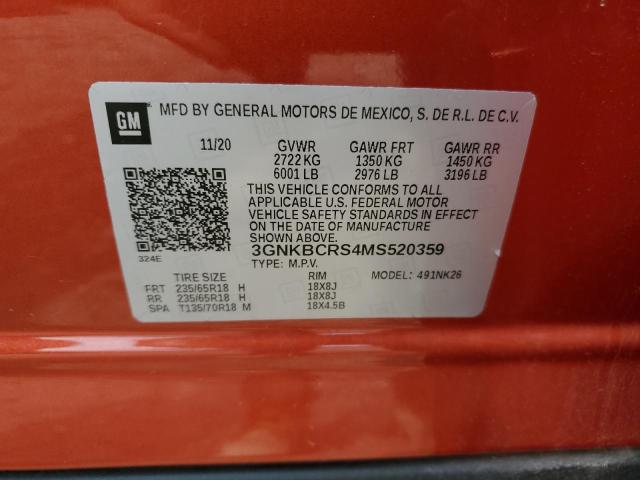 GM
MFD BY GENERAL MOTORS DE MEXICO, S. DE R.L. DE C.V.
11/20 GVWR GAWR FRT GAWR RR
2722 KG 1350 KG 1450 KG
6001 LB 2976 LB 3196 LB
THIS VEHICLE CONFORMS TO ALL
APPLICABLE U.S. FEDERAL MOTOR
VEHICLE SAFETY STANDARDS IN EFFECT
ON THE DATE OF MANUFACTURE
SHOWN ABOVE.
324E 3GNKBCRS4MS520359
TYPE: M.P.V. MODEL: 491NK26
TIRE SIZE RIM
FRT 235/65R18 H 18X8J
RR 235/65R18 H 18X8J
SPA T135/70R18 M 18X4.5B